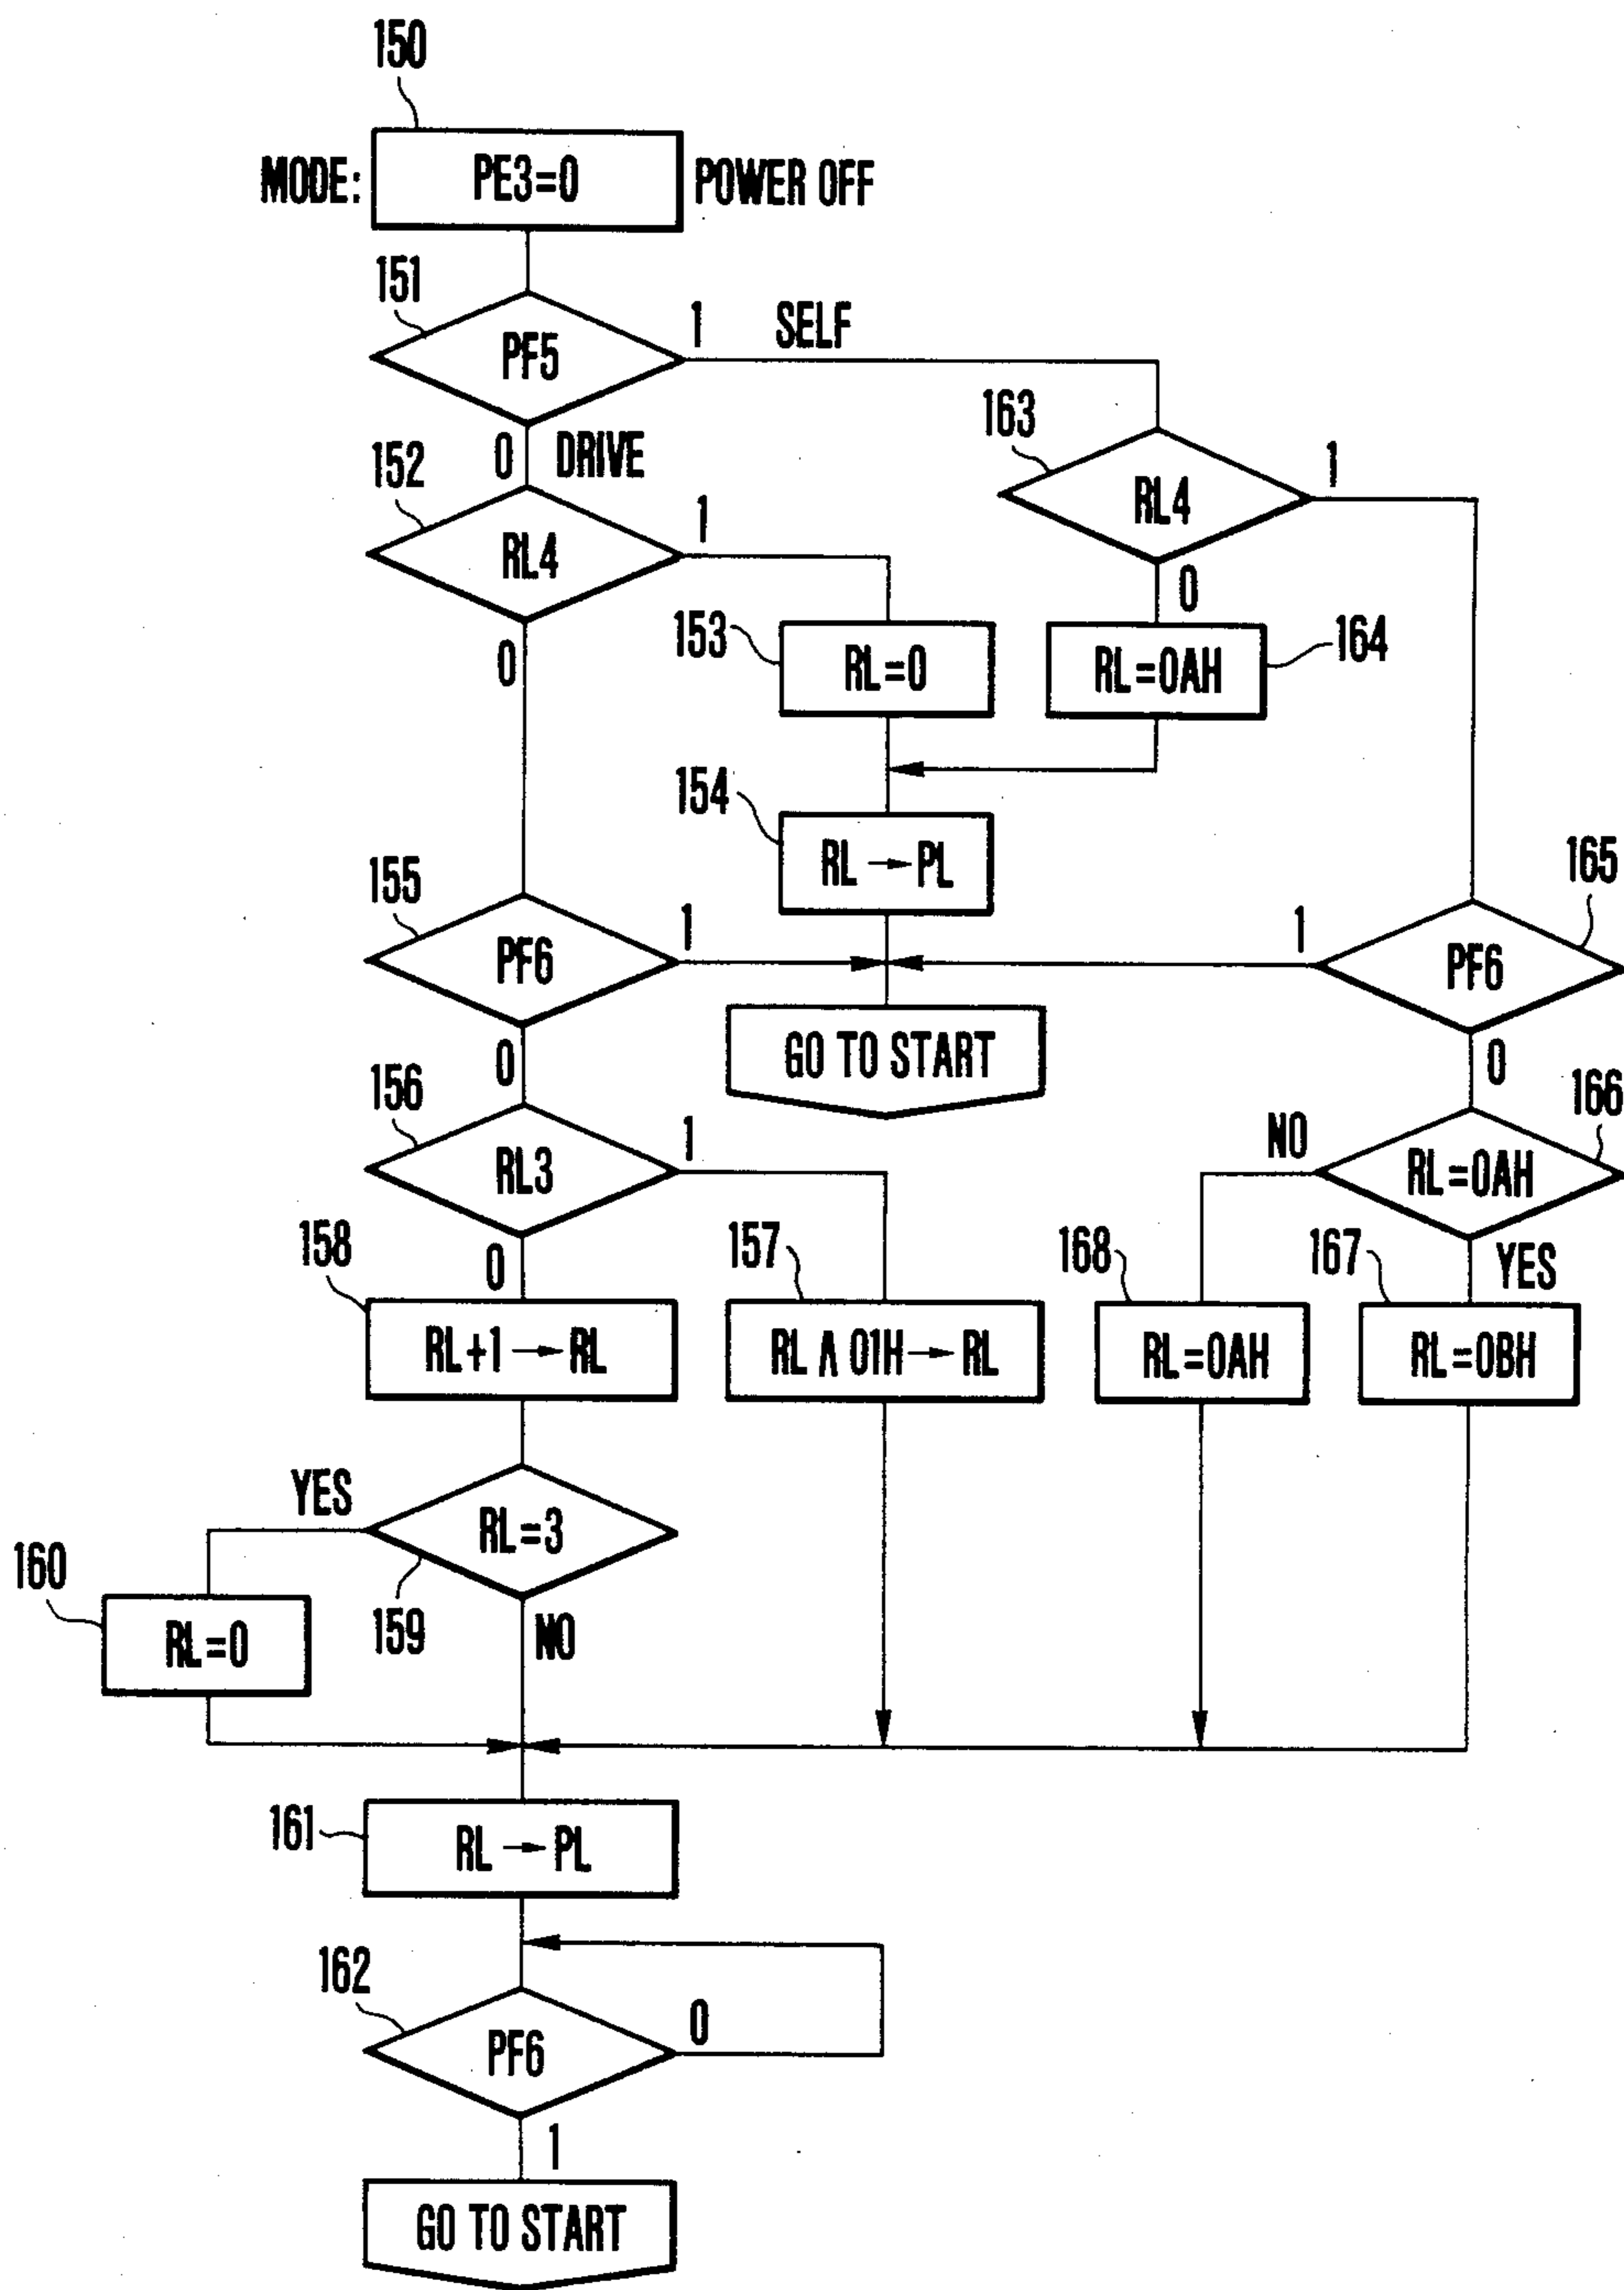 150
MODE: PE3=0 POWER OFF
151
PF5
1 SELF
0 DRIVE
152
RL4
1
0
163
RL4
1
0
153
RL=0
RL=0AH
164
154
RL→PL
155
PF6
1
0
165
PF6
1
0
GO TO START
156
RL3
1
0
166
RL=0AH
NO
YES
158
RL+1→RL
157
RL∧01H→RL
168
RL=0AH
167
RL=0BH
159
RL=3
YES
NO
160
RL=0
161
RL→PL
162
PF6
0
1
GO TO START